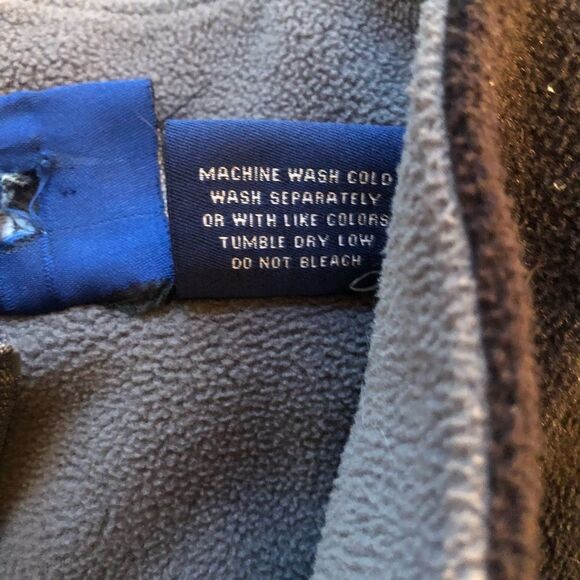 MACHINE WASH COLD
WASH SEPARATELY
OR WITH LIKE COLORS
TUMBLE DRY LOW
DO NOT BLEACH